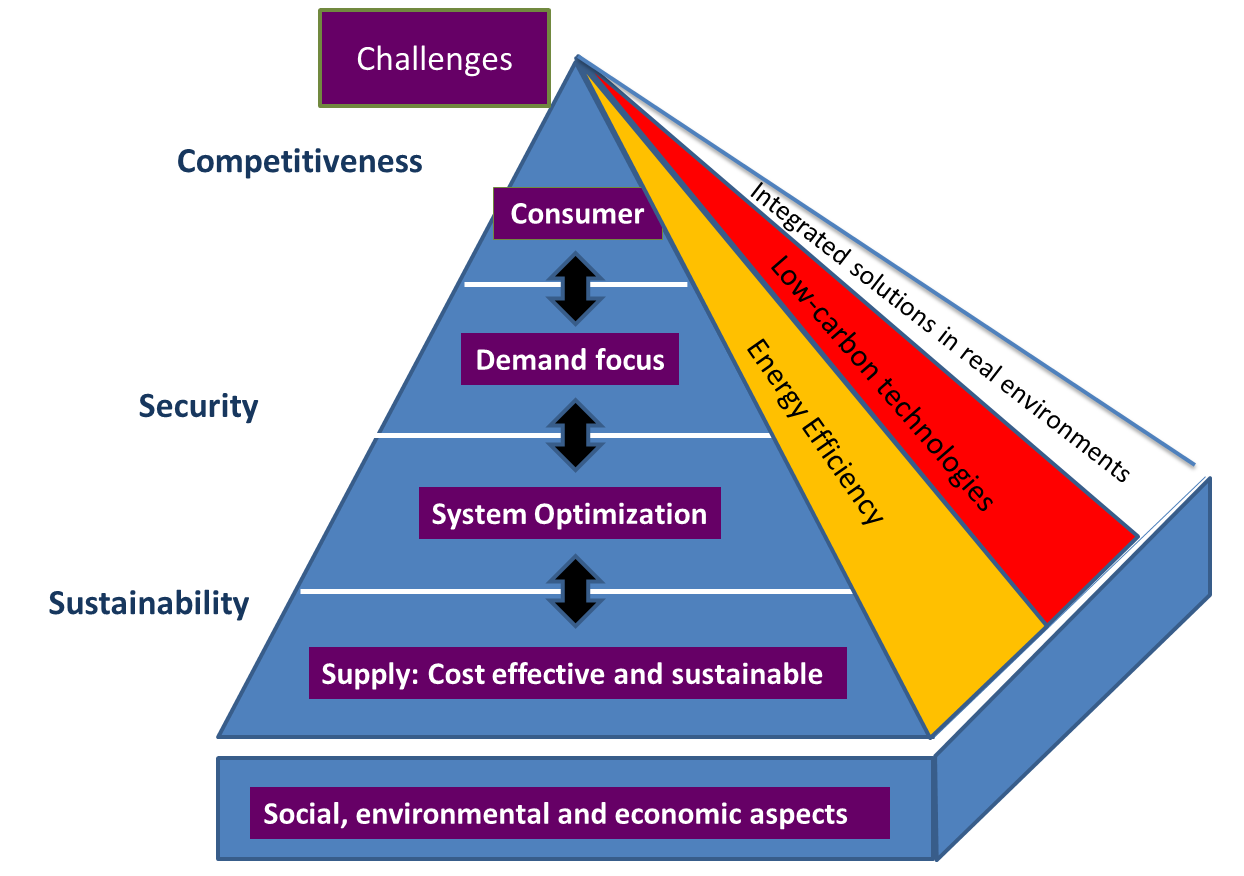 Challenges
Competitiveness
Consumer
Integrated solutions in real environments
Low-carbon technologies
Energy Efficiency
Demand focus
Security
System Optimization
Sustainability
Supply: Cost effective and sustainable
Social, environmental and economic aspects